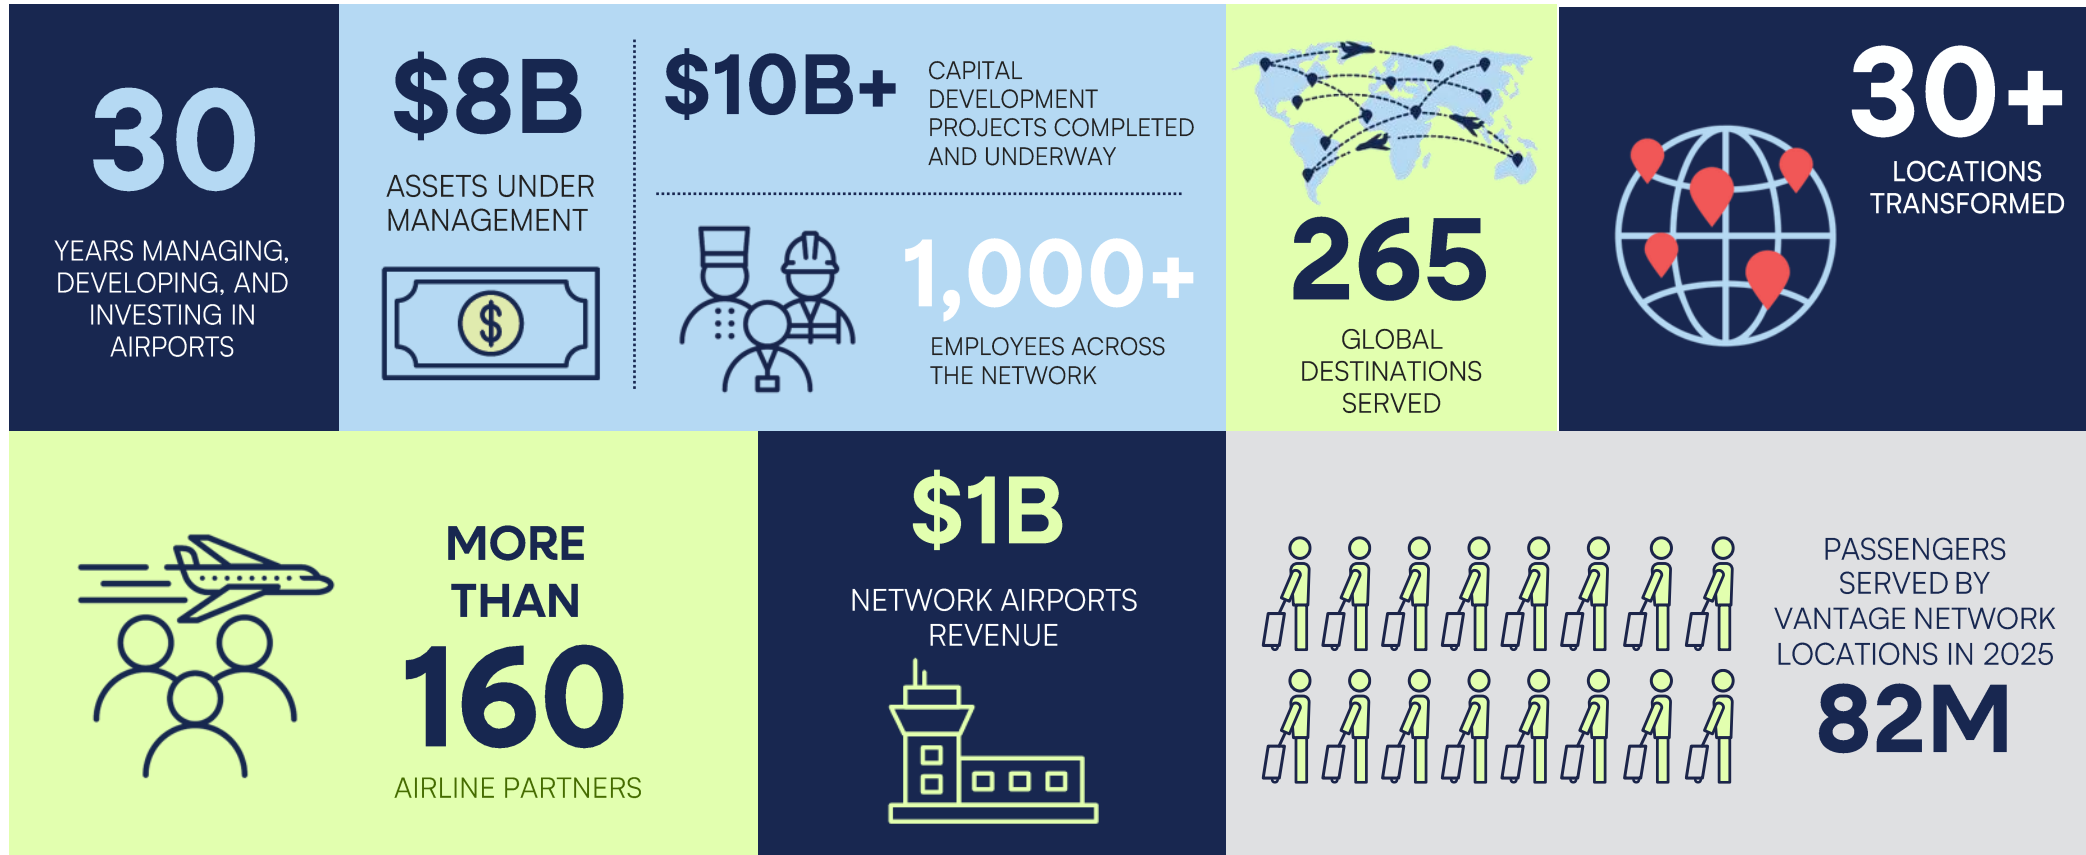 30
YEARS MANAGING,
DEVELOPING, AND
INVESTING IN
AIRPORTS
$8B
ASSETS UNDER
MANAGEMENT
$
$10B+
CAPITAL
DEVELOPMENT
PROJECTS COMPLETED
AND UNDERWAY
1,000+
EMPLOYEES ACROSS
THE NETWORK
265
GLOBAL
DESTINATIONS
SERVED
30+
LOCATIONS
TRANSFORMED
MORE
THAN
160
AIRLINE PARTNERS
$1B
NETWORK AIRPORTS
REVENUE
PASSENGERS
SERVED BY
VANTAGE NETWORK
LOCATIONS IN 2025
82M